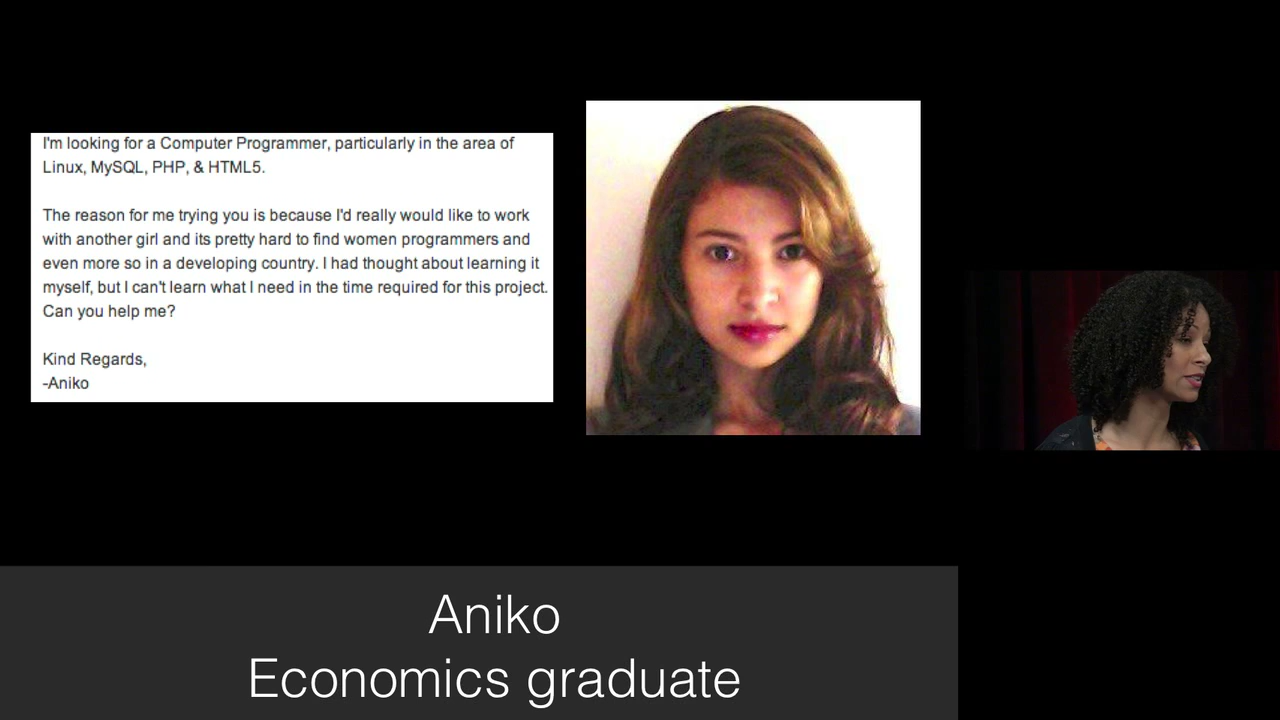 I'm looking for a Computer Programmer, particularly in the area of
Linux, MySQL, PHP, & HTML5.
The reason for me trying you is because I'd really would like to work
with another girl and its pretty hard to find women programmers and
even more so in a developing country. I had thought about learning it
myself, but I can't learn what I need in the time required for this project.
Can you help me?
Kind Regards,
-Aniko
Aniko
Economics graduate